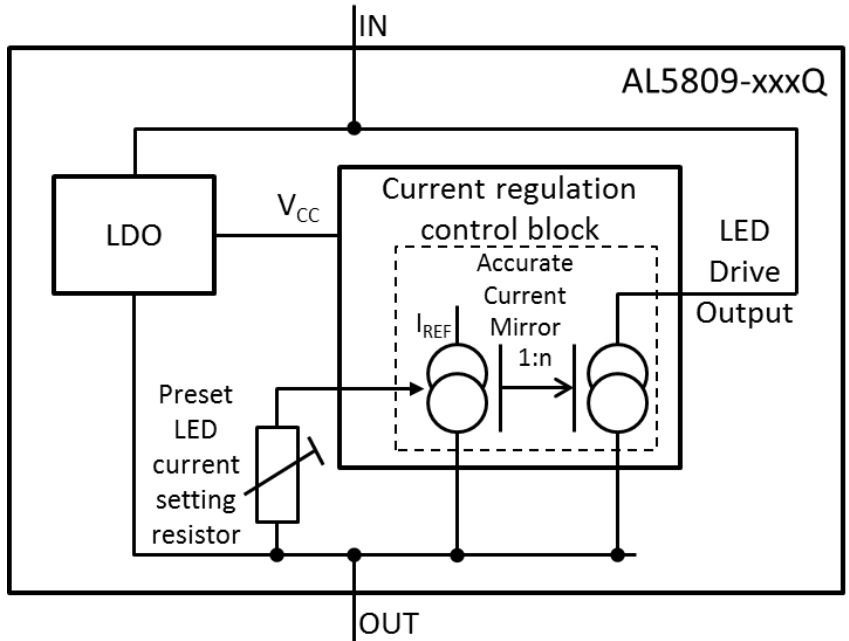 IN
AL5809-xxxQ
LDO
VCC
Current regulation
control block
Accurate
Current
Mirror
1:n
IREF
LED
Drive
Output
Preset
LED
current
setting
resistor
OUT